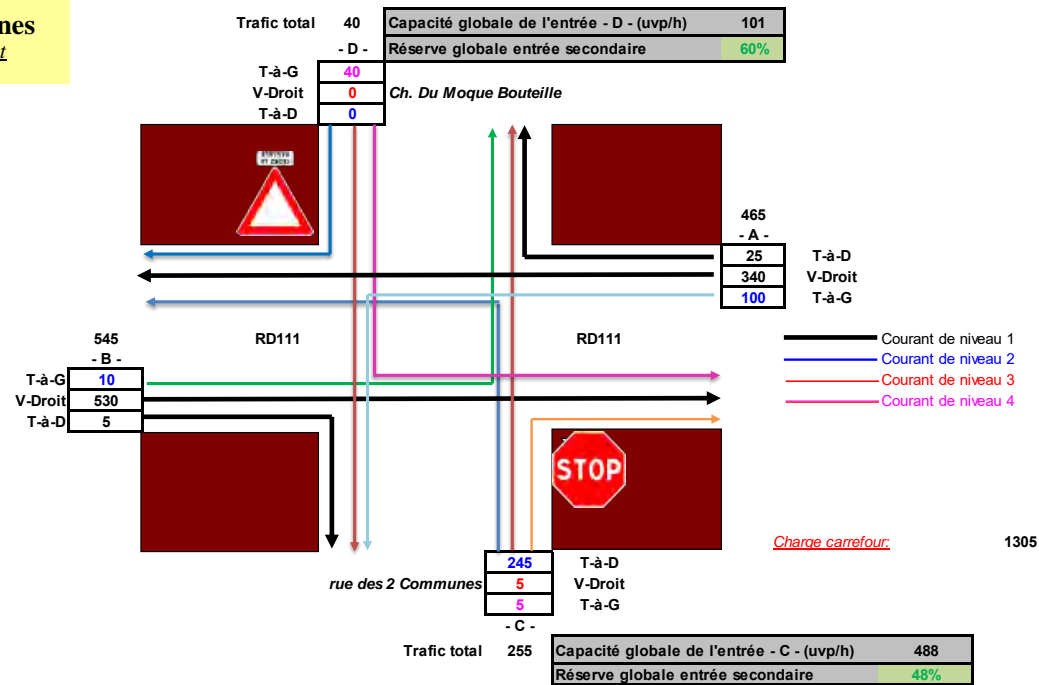 nes
t
Trafic total 40 Capacité globale de l'entrée - D - (uvp/h) 101
- D - Réserve globale entrée secondaire 60%
T-à-G 40
V-Droit 0 Ch. Du Moque Bouteille
T-à-D 0
465
- A -
25 T-à-D
340 V-Droit
100 T-à-G
545 RD111 RD111
- B -
T-à-G 10
V-Droit 530
T-à-D 5
Courant de niveau 1
Courant de niveau 2
Courant de niveau 3
Courant de niveau 4
STOP
Charge carrefour: 1305
245 T-à-D
rue des 2 Communes 5 V-Droit
5 T-à-G
- C -
Trafic total 255 Capacité globale de l'entrée - C - (uvp/h) 488
Réserve globale entrée secondaire 48%